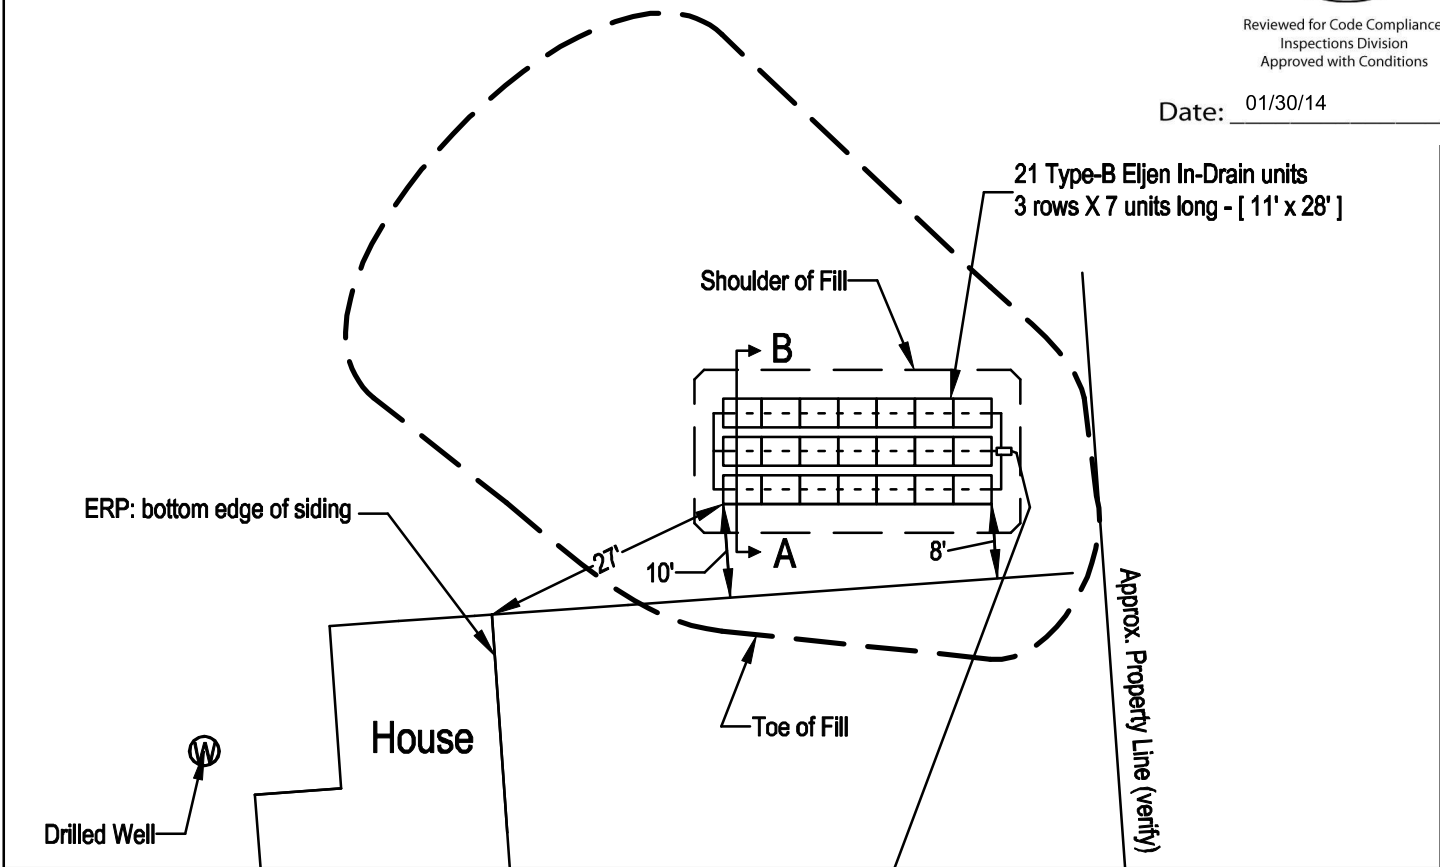 Reviewed for Code Compliance
Inspections Division
Approved with Conditions
Date: 01/30/14
21 Type-B Eljen In-Drain units
3 rows X 7 units long - [ 11' x 28' ]
Shoulder of Fill
B
ERP: bottom edge of siding
27'
10'
A
8'
Approx. Property Line (verify)
Toe of Fill
House
W
Drilled Well